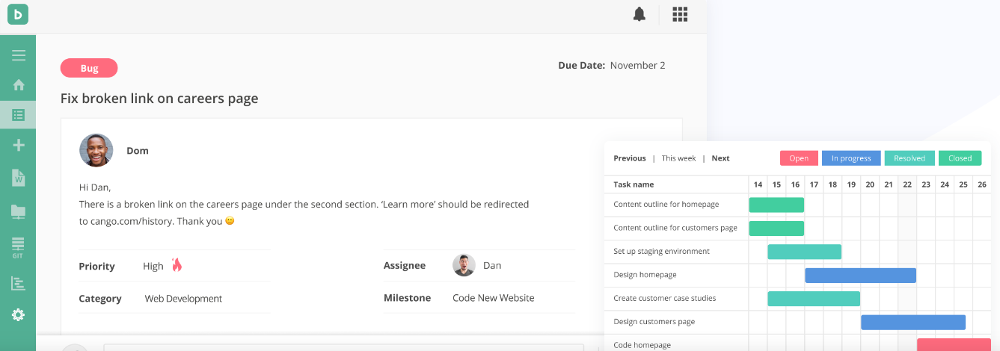 b
Bug
Due Date: November 2
Fix broken link on careers page
Dom
Hi Dan,
There is a broken link on the careers page under the second section. ‘Learn more’ should be redirected
to cango.com/history. Thank you 🙂
Priority High
Assignee Dan
Category Web Development
Milestone Code New Website
W
GIT
Previous | This week | Next
Open In progress Resolved Closed
Task name 14 15 16 17 18 19 20 21 22 23 24 25 26
Content outline for homepage
Content outline for customers page
Set up staging environment
Design homepage
Create customer case studies
Design customers page
Code homepage